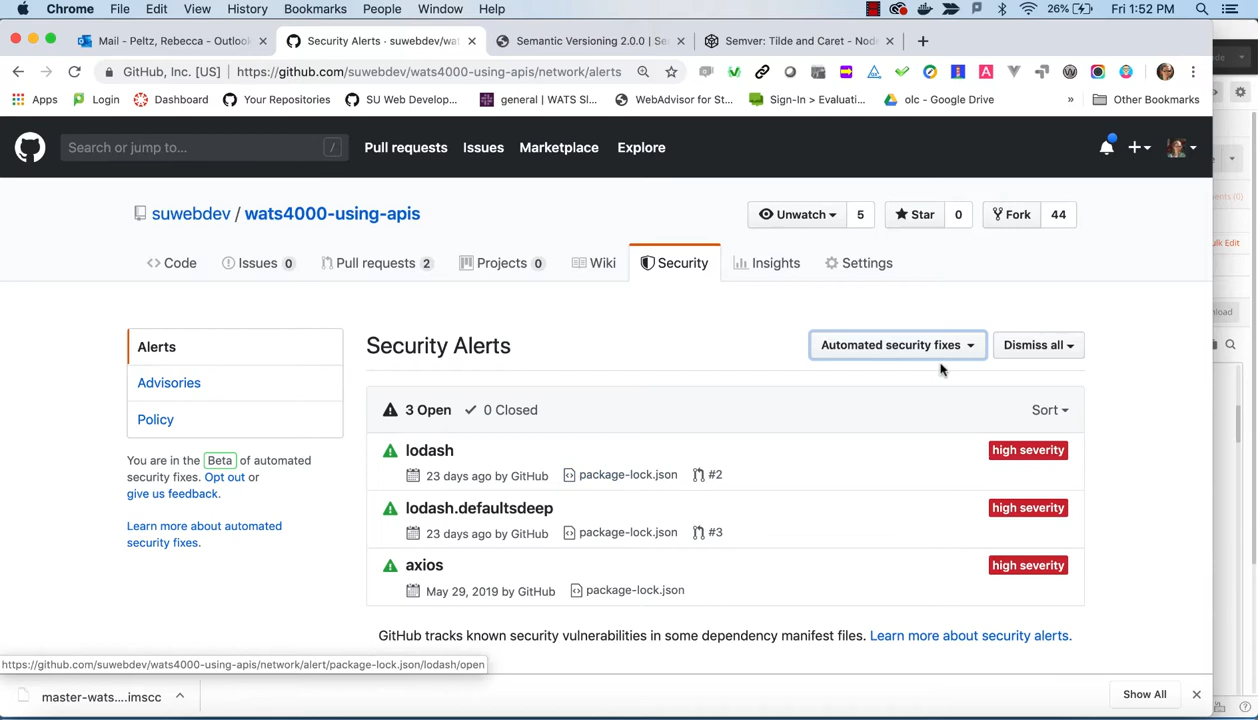 Chrome File Edit View History Bookmarks People Window Help 26% Fri 1:52 PM
Mail - Peltz, Rebecca - Outlook Security Alerts · suwebdev/wat Semantic Versioning 2.0.0 | Se Semver: Tilde and Caret - Node
GitHub, Inc. [US] | https://github.com/suwebdev/wats4000-using-apis/network/alerts
Apps Login Dashboard Your Repositories SU Web Develop... general | WATS Sl... WebAdvisor for St... Sign-In > Evaluati... olc - Google Drive » Other Bookmarks
Search or jump to... / Pull requests Issues Marketplace Explore
suwebdev / wats4000-using-apis Unwatch 5 Star 0 Fork 44
Code Issues 0 Pull requests 2 Projects 0 Wiki Security Insights Settings
Alerts
Advisories
Policy
You are in the Beta of automated
security fixes. Opt out or
give us feedback.
Learn more about automated
security fixes.
Security Alerts Automated security fixes Dismiss all
3 Open 0 Closed Sort
lodash high severity
23 days ago by GitHub package-lock.json #2
lodash.defaultsdeep high severity
23 days ago by GitHub package-lock.json #3
axios high severity
May 29, 2019 by GitHub package-lock.json
GitHub tracks known security vulnerabilities in some dependency manifest files. Learn more about security alerts.
https://github.com/suwebdev/wats4000-using-apis/network/alert/package-lock.json/lodash/open
master-wats....imscc Show All